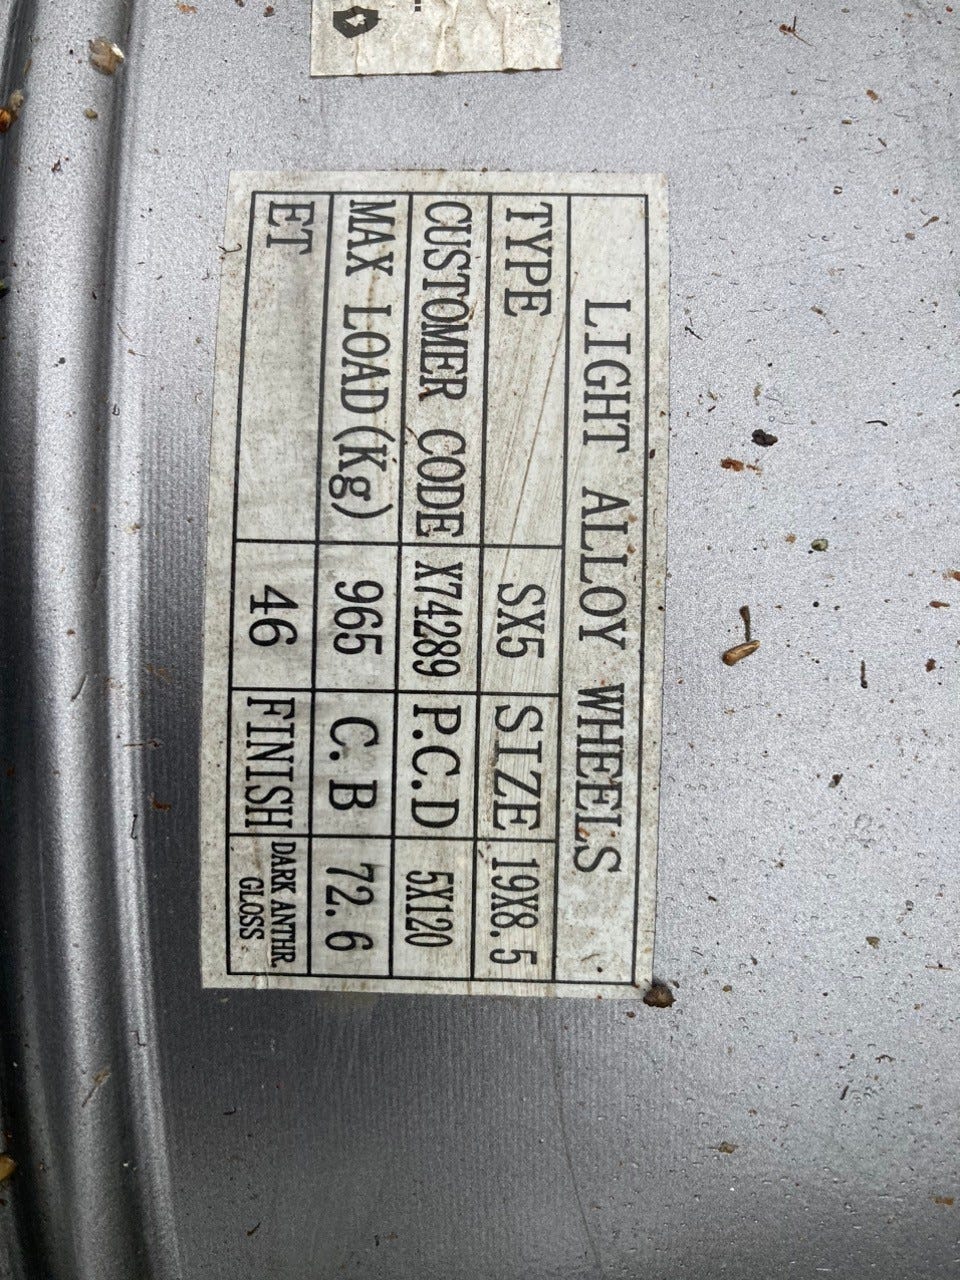 LIGHT ALLOY WHEELS
TYPE SX5 SIZE 19X8.5
CUSTOMER CODE X74289 P.C.D 5X120
MAX LOAD(Kg) 965 C.B 72.6
ET 46 FINISH DARK ANTHR.
GLOSS